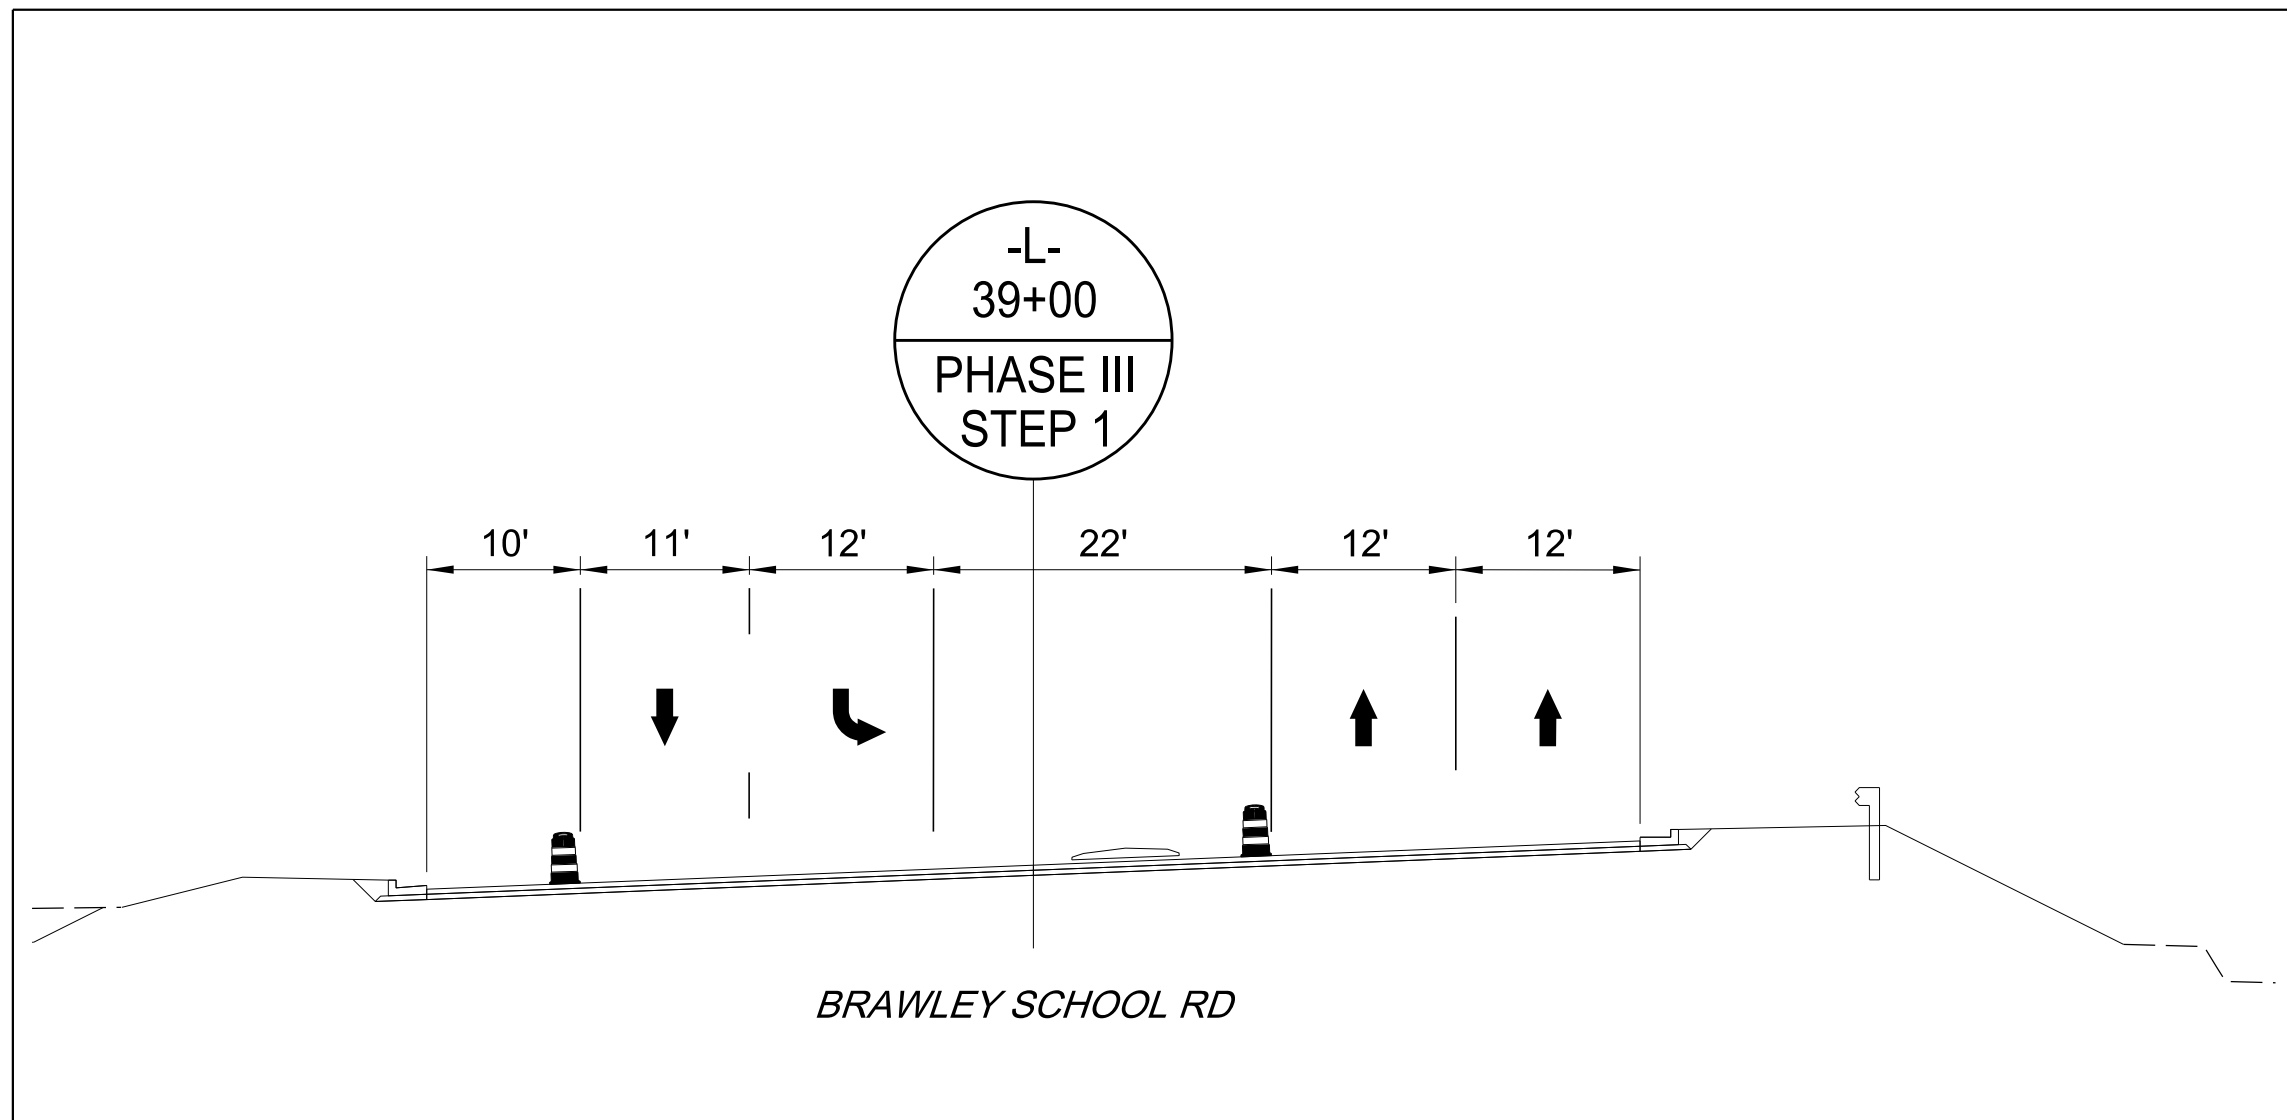 -L-
39+00
PHASE III
STEP 1
10' 11' 12' 22' 12' 12'
BRAWLEY SCHOOL RD